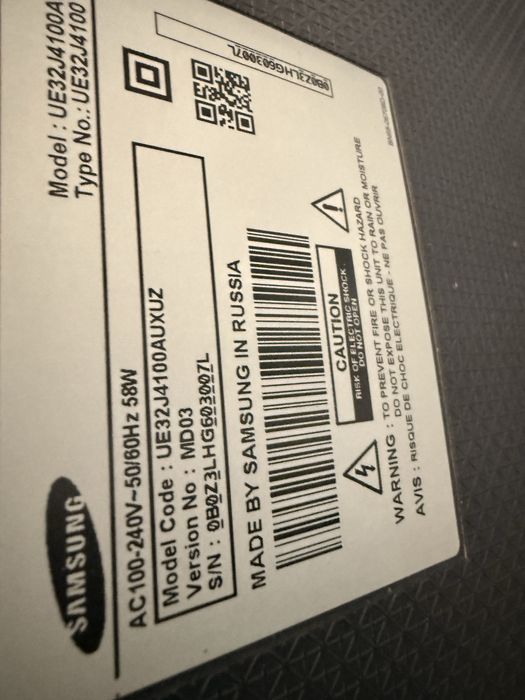 SAMSUNG
Model : UE32J4100A
Type No.: UE32J4100
AC100-240V~50/60Hz 58W
Model Code : UE32J4100AUXUZ
Version No : MD03
S/N : 0B0Z3LHG603007L
0B0Z3LHG603007L
MADE BY SAMSUNG IN RUSSIA
CAUTION
RISK OF ELECTRIC SHOCK
DO NOT OPEN
WARNING : TO PREVENT FIRE OR SHOCK HAZARD
DO NOT EXPOSE THIS UNIT TO RAIN OR MOISTURE
AVIS : RISQUE DE CHOC ELECTRIQUE - NE PAS OUVRIR